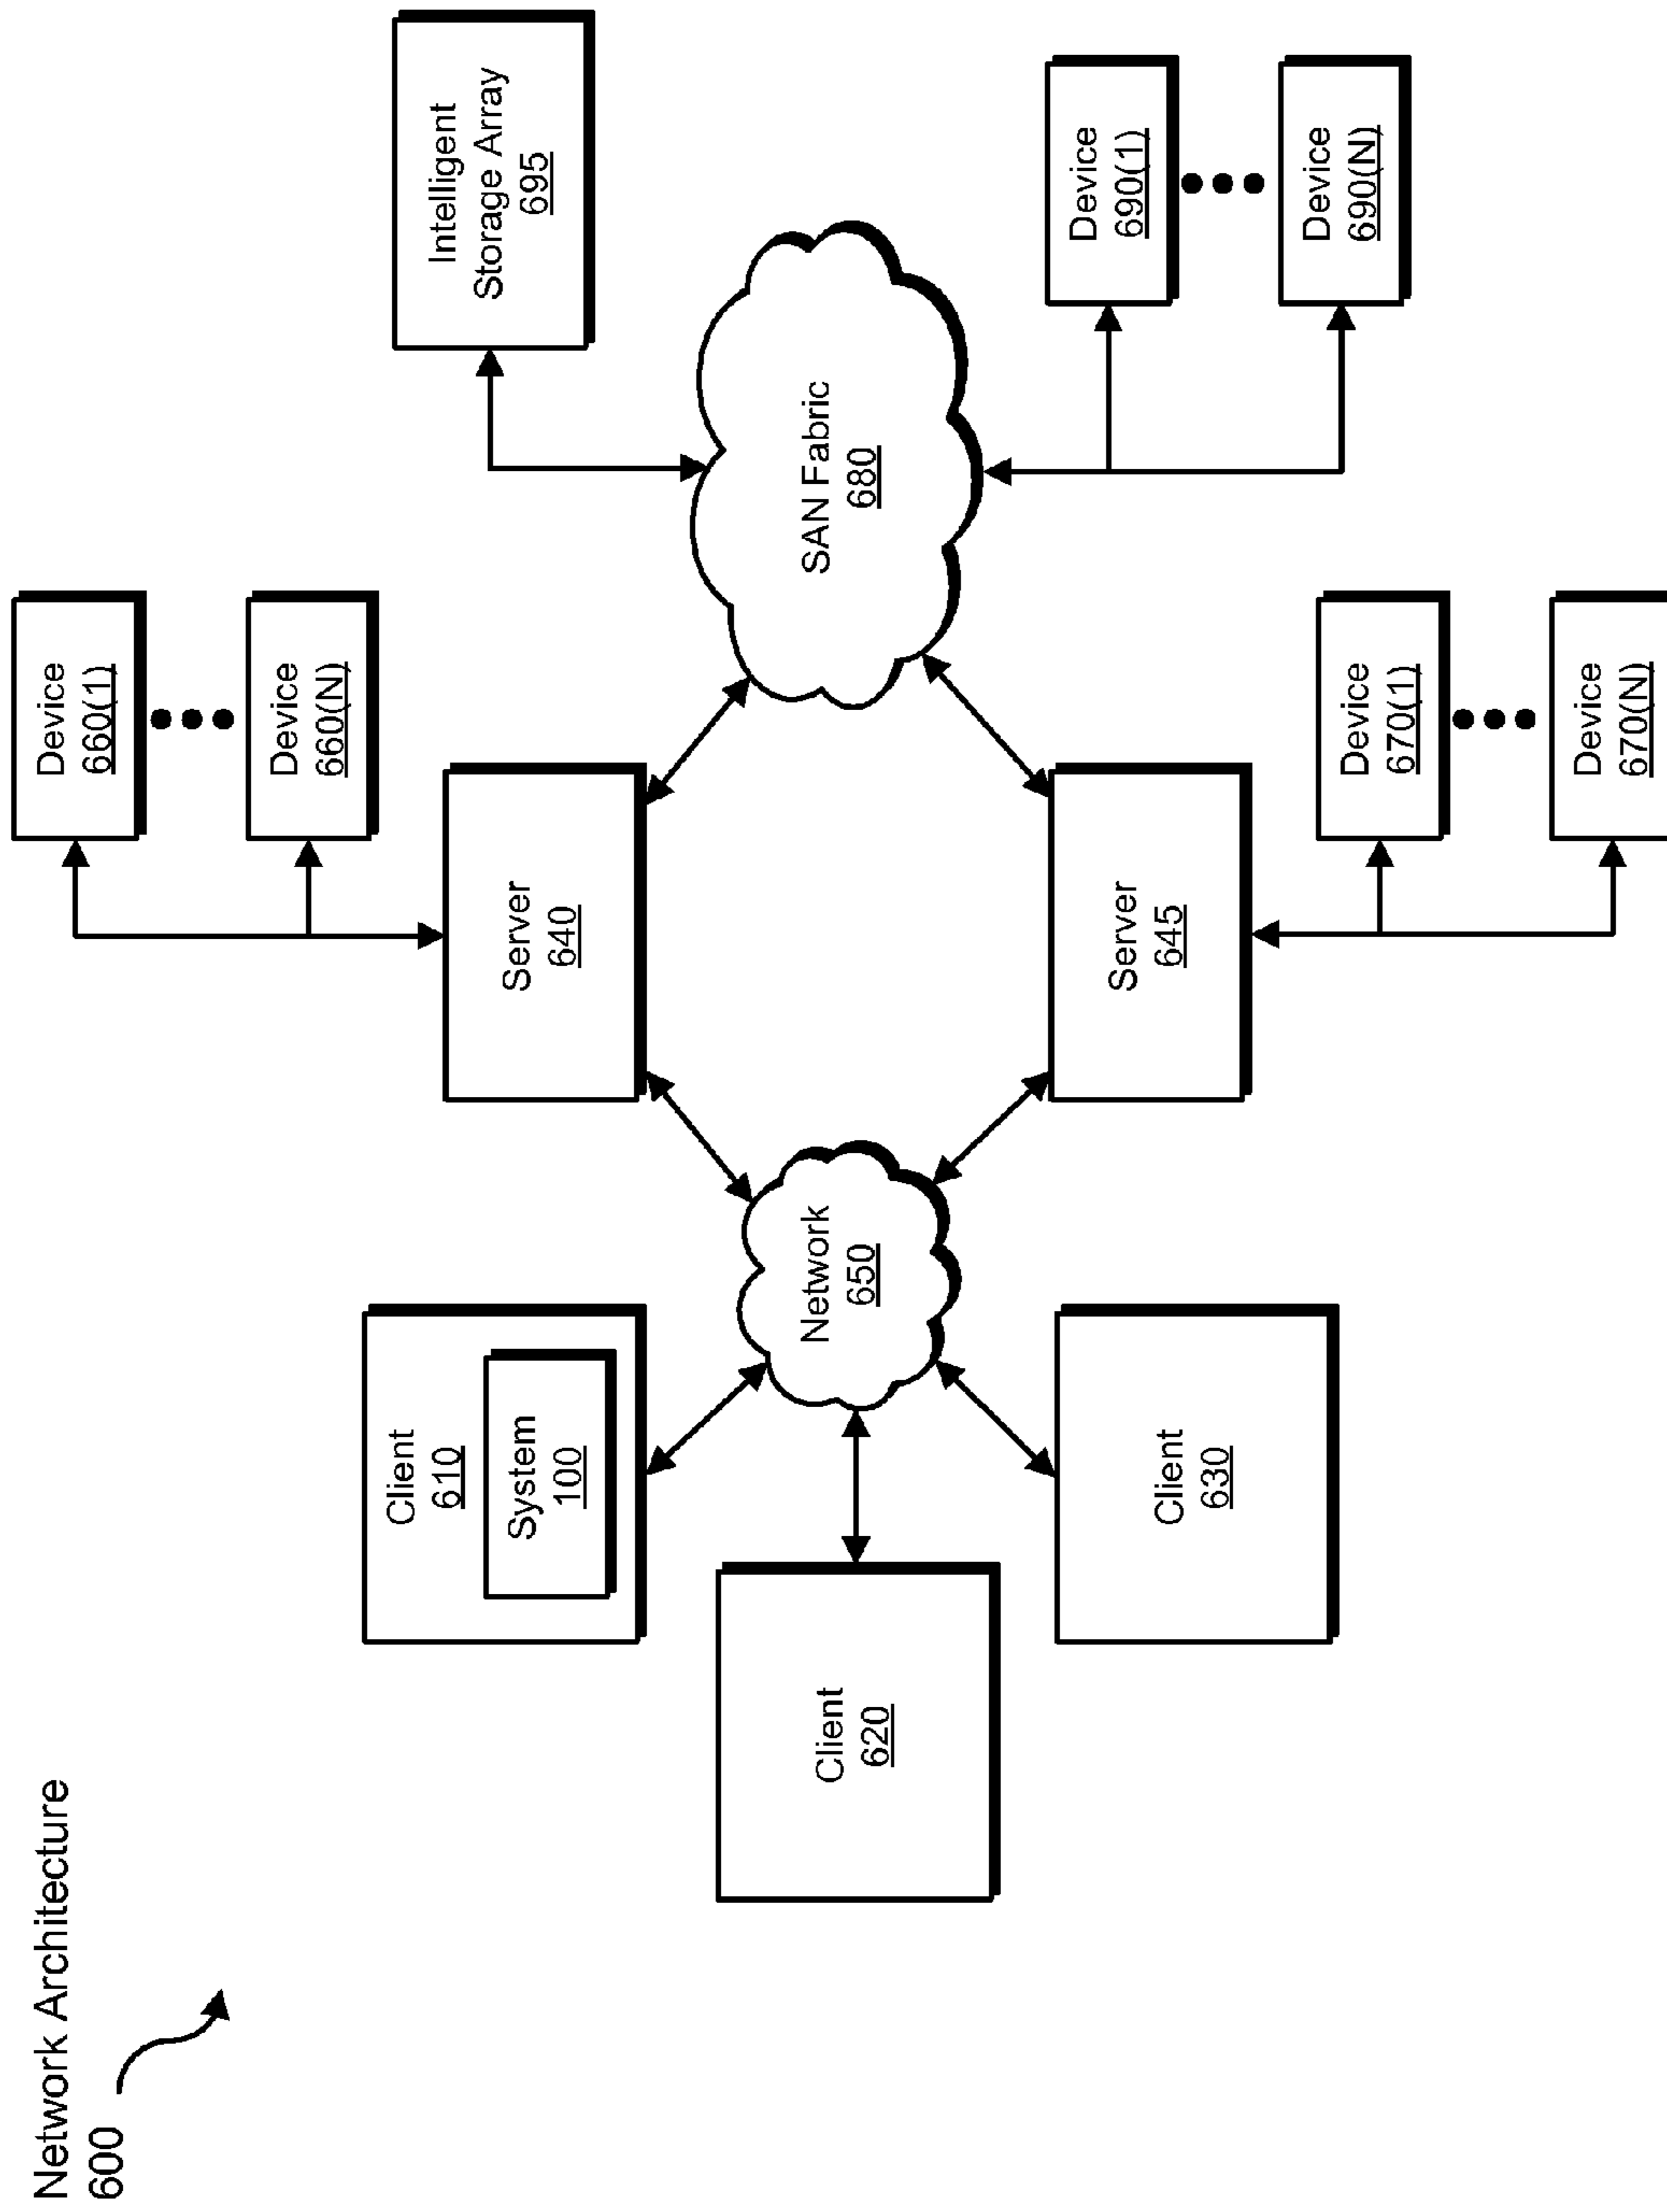 Network Architecture
600
Client
610
System
100
Client
620
Client
630
Network
650
Server
640
Server
645
Device
660(1)
Device
660(N)
Device
670(1)
Device
670(N)
SAN Fabric
680
Intelligent
Storage Array
695
Device
690(1)
Device
690(N)